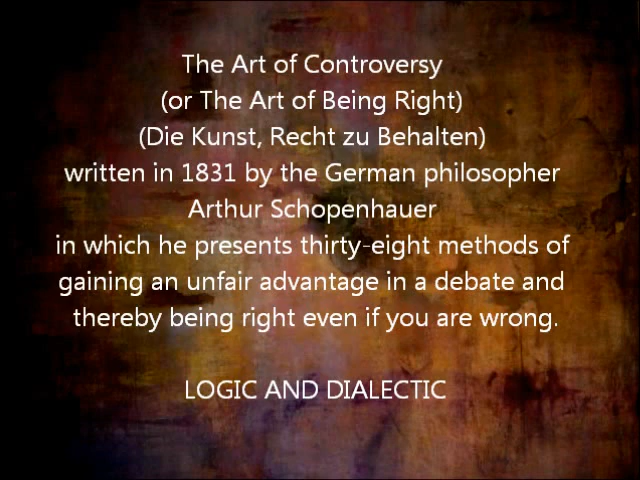 The Art of Controversy
(or The Art of Being Right)
(Die Kunst, Recht zu Behalten)
written in 1831 by the German philosopher
Arthur Schopenhauer
in which he presents thirty-eight methods of
gaining an unfair advantage in a debate and
thereby being right even if you are wrong.
LOGIC AND DIALECTIC